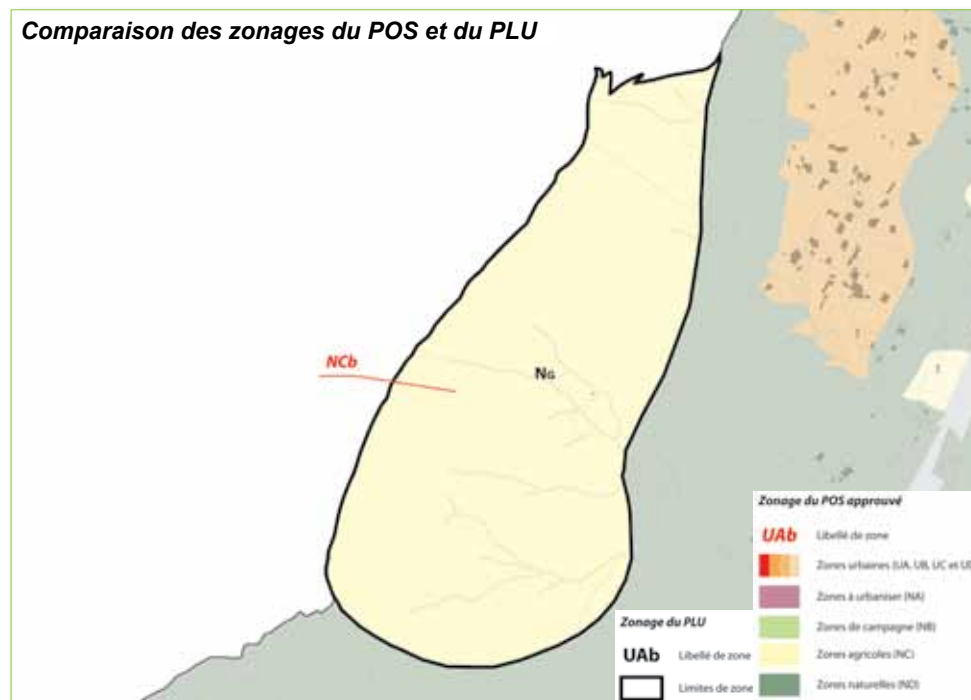 Comparaison des zonages du POS et du PLU
NCb
NG
Zonage du POS approuvé
UAb Libellé de zone
Zones urbaines (UA, UB, UC et UD
Zones à urbaniser (NA)
Zones de campagne (NB)
Zones agricoles (NC)
Zones naturelles (ND)
Zonage du PLU
UAb Libellé de zone
Limites de zone